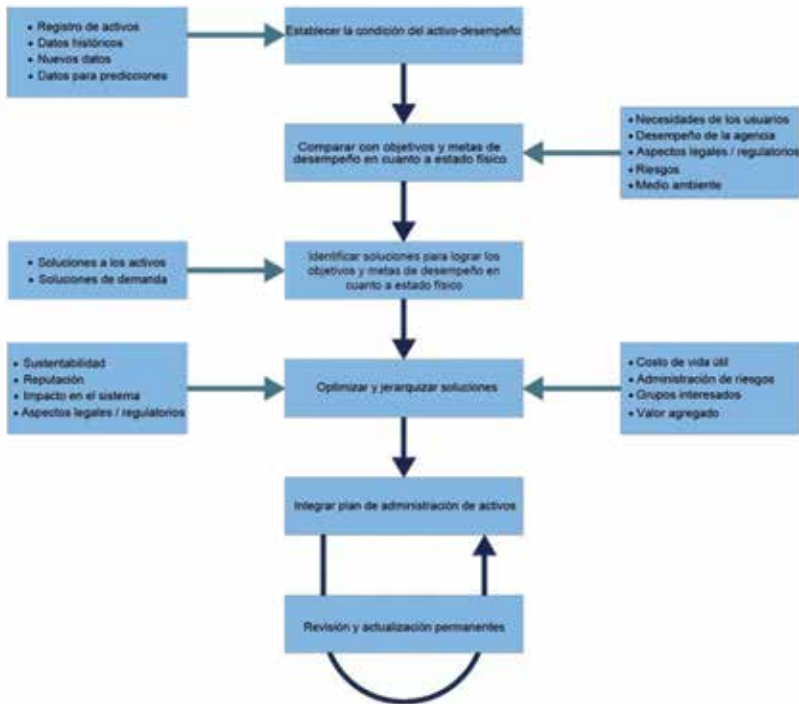 • Registro de activos
• Datos históricos
• Nuevos datos
• Datos para predicciones
Establecer la condición del activo-desempeño
Comparar con objetivos y metas de
desempeño en cuanto a estado físico
• Necesidades de los usuarios
• Desempeño de la agencia
• Aspectos legales / regulatorios
• Riesgos
• Medio ambiente
• Soluciones a los activos
• Soluciones de demanda
Identificar soluciones para lograr los
objetivos y metas de desempeño en
cuanto a estado físico
• Sustentabilidad
• Reputación
• Impacto en el sistema
• Aspectos legales / regulatorios
Optimizar y jerarquizar soluciones
• Costo de vida útil
• Administración de riesgos
• Grupos interesados
• Valor agregado
Integrar plan de administración de activos
Revisión y actualización permanentes